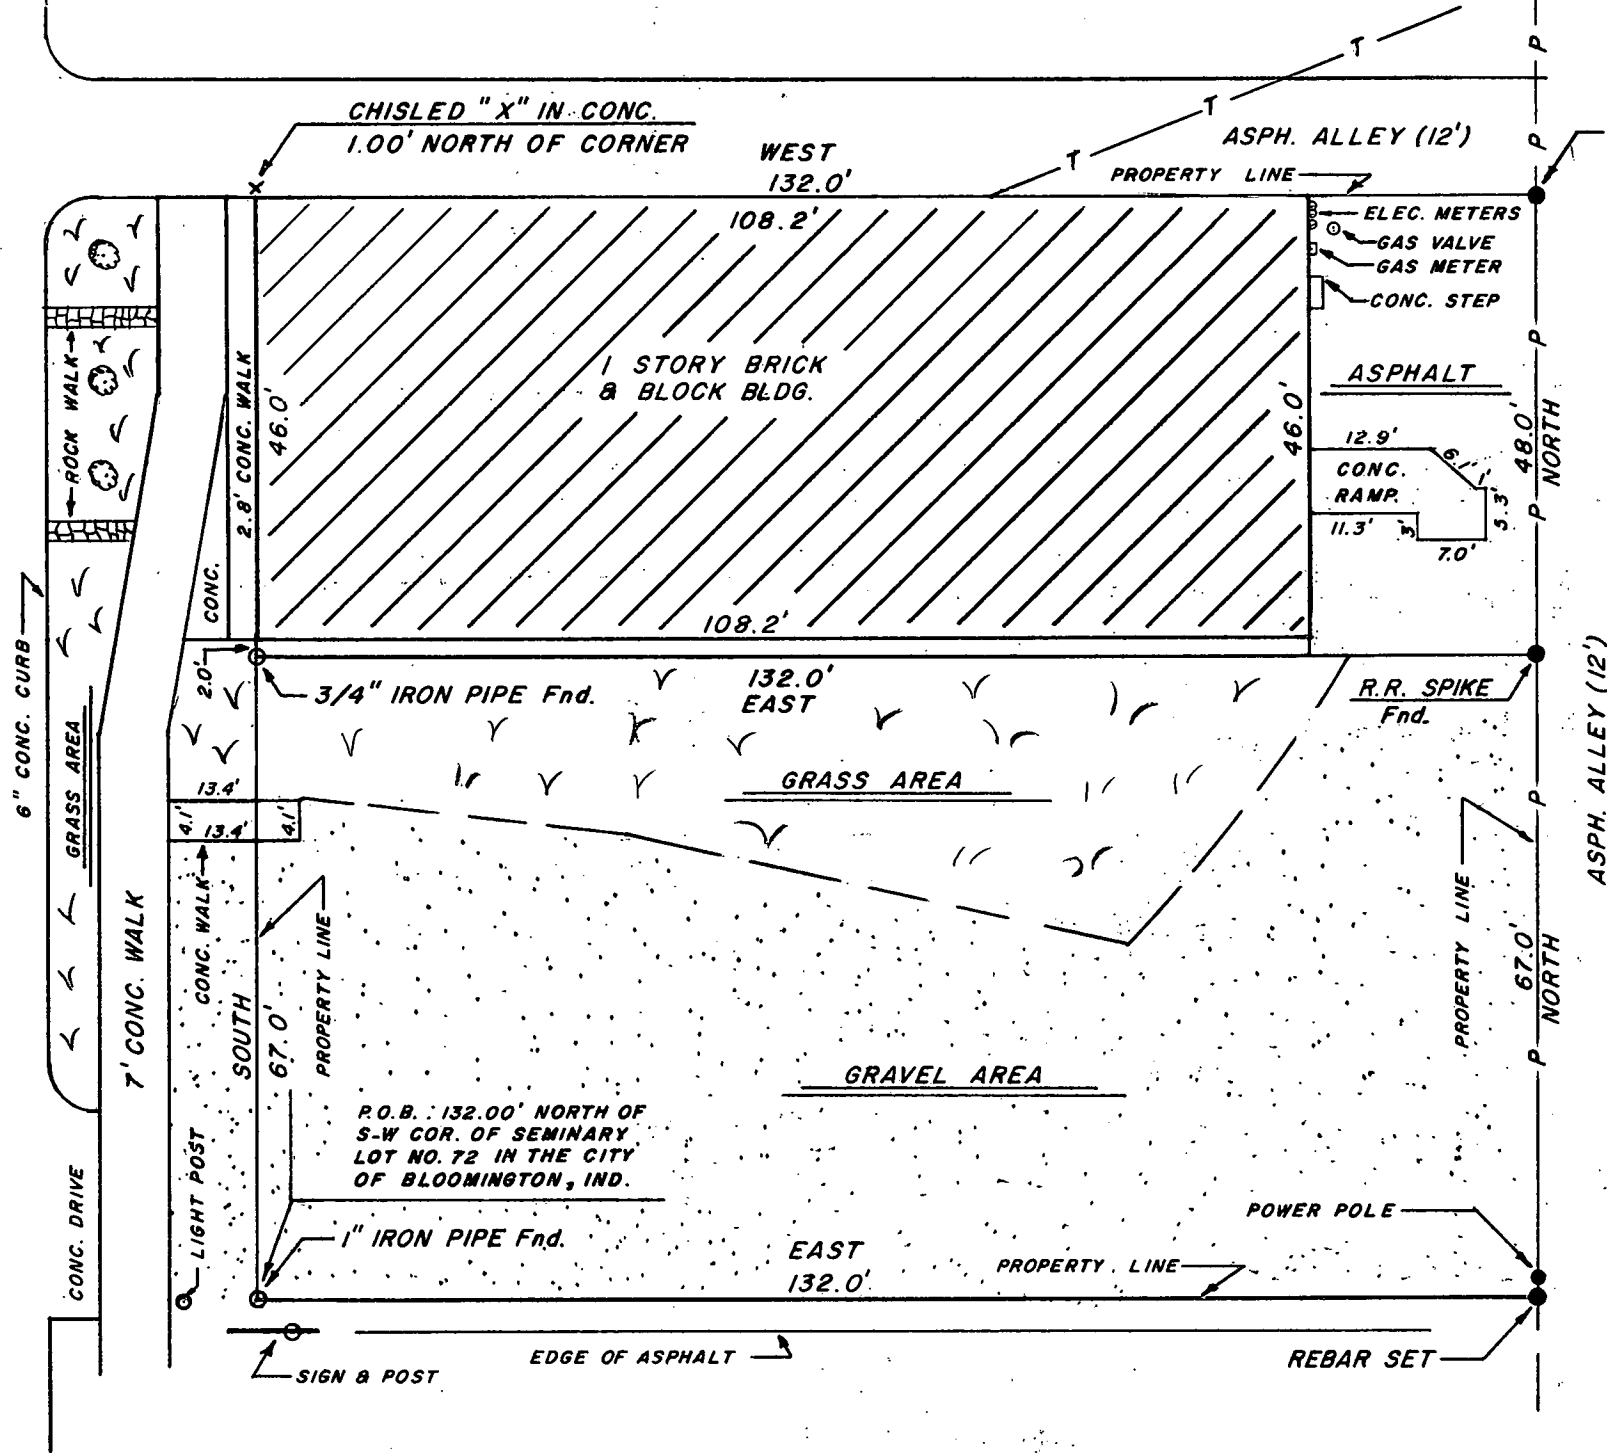 T
P
T
CHISLED "X" IN CONC.
1.00' NORTH OF CORNER
ASPH. ALLEY (12')
P
WEST
132.0'
T
PROPERTY LINE
X
108.2'
ELEC. METERS
GAS VALVE
GAS METER
CONC. STEP
ROCK WALK
2.8' CONC. WALK
46.0'
1 STORY BRICK
& BLOCK BLDG.
46.0'
ASPHALT
P
48.0'
NORTH
12.9'
6.1'
1'
CONC.
RAMP.
5.3'
P
11.3'
3'
7.0'
CONC.
108.2'
6" CONC. CURB
2.0'
3/4" IRON PIPE Fnd.
132.0'
EAST
R.R. SPIKE
Fnd.
ASPH. ALLEY (12')
GRASS AREA
GRASS AREA
13.4'
4.1'
13.4'
4.1'
P
CONC. WALK
PROPERTY LINE
PROPERTY LINE
67.0'
NORTH
7' CONC. WALK
SOUTH
67.0'
GRAVEL AREA
P
P.O.B. : 132.00' NORTH OF
S-W COR. OF SEMINARY
LOT NO. 72 IN THE CITY
OF BLOOMINGTON, IND.
CONC. DRIVE
LIGHT POST
POWER POLE
1" IRON PIPE Fnd.
EAST
132.0'
PROPERTY LINE
EDGE OF ASPHALT
REBAR SET
SIGN & POST